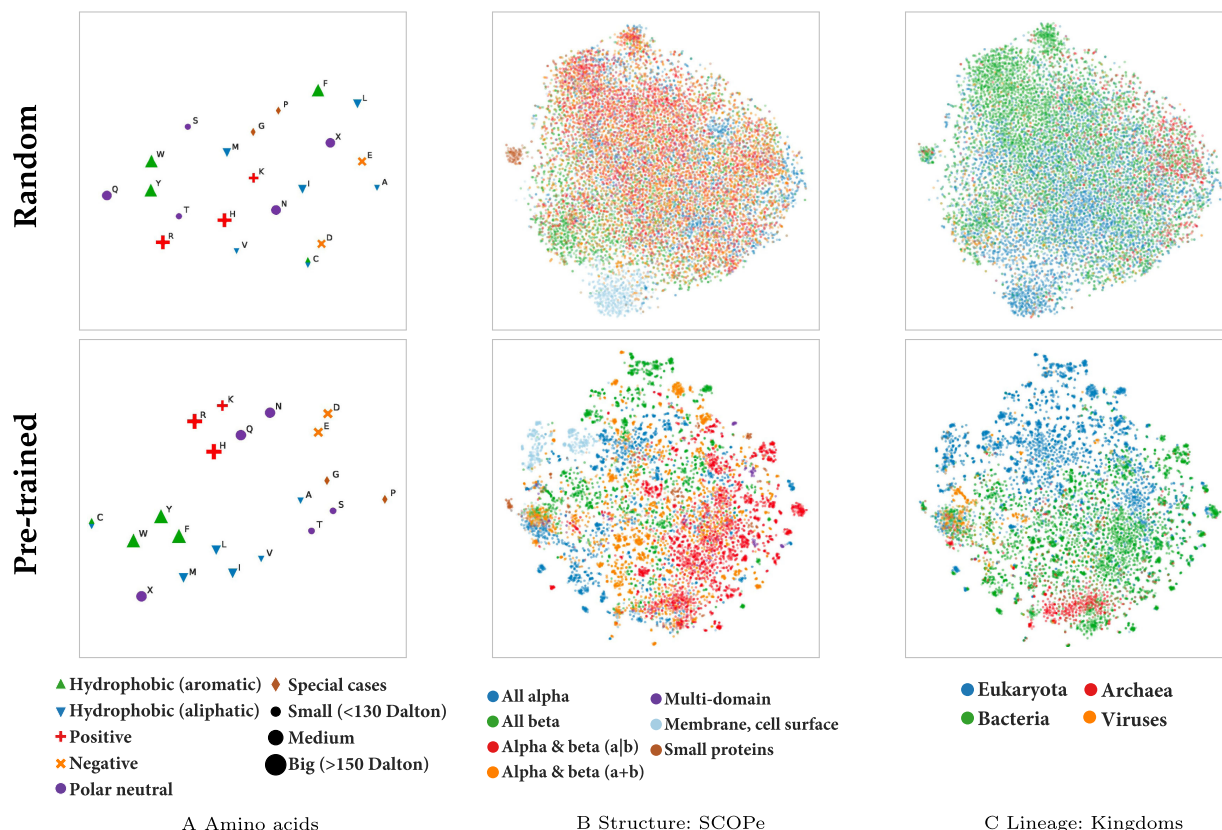 Random
F
L
P
S
G
X
M
W
E
K
A
Y
I
Q
N
T
H
R
D
V
C
Pre-trained
K
N
D
R
Q
E
H
G
A
P
S
Y
C
T
W
F
L
V
M
I
X
Hydrophobic (aromatic)
Hydrophobic (aliphatic)
Positive
Negative
Polar neutral
Special cases
Small (<130 Dalton)
Medium
Big (>150 Dalton)
All alpha
All beta
Alpha & beta (a|b)
Alpha & beta (a+b)
Multi-domain
Membrane, cell surface
Small proteins
Eukaryota
Bacteria
Archaea
Viruses
A Amino acids
B Structure: SCOPe
C Lineage: Kingdoms